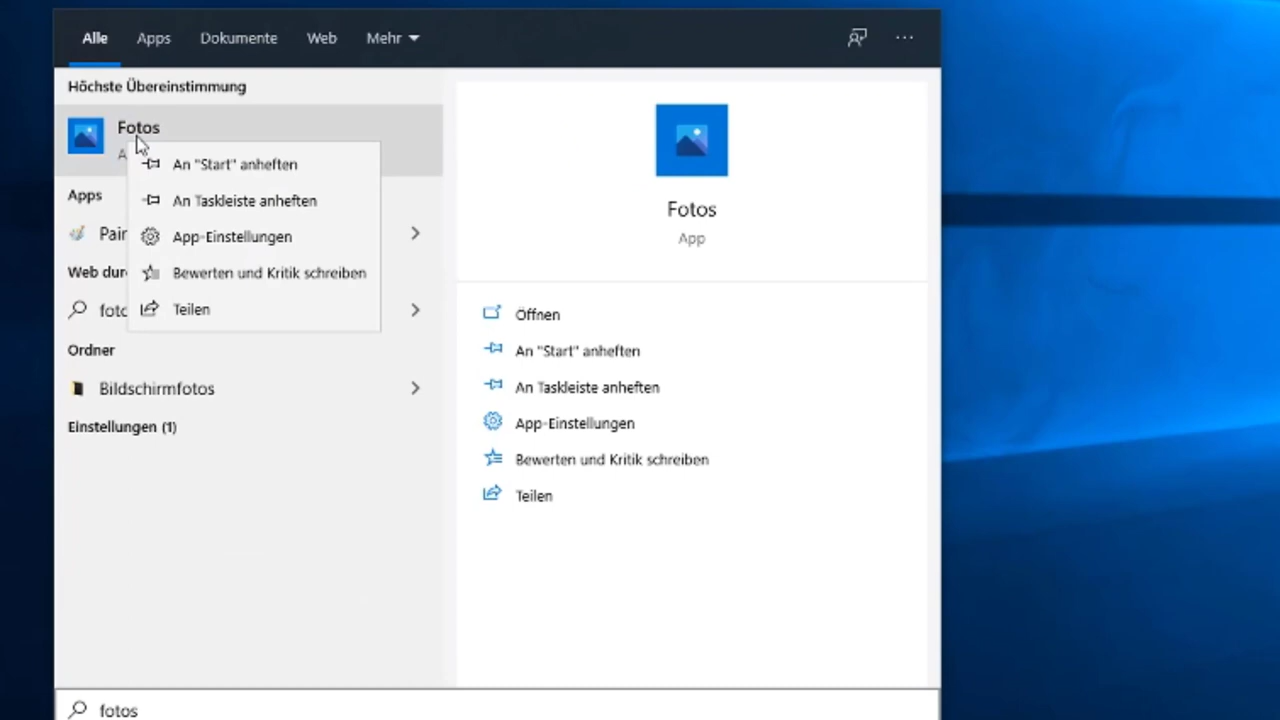 Alle Apps Dokumente Web Mehr
Höchste Übereinstimmung
Fotos
An "Start" anheften
An Taskleiste anheften
App-Einstellungen
Bewerten und Kritik schreiben
Teilen
Apps
Web
Ordner
Bildschirmfotos
Einstellungen (1)
Fotos
App
Öffnen
An "Start" anheften
An Taskleiste anheften
App-Einstellungen
Bewerten und Kritik schreiben
Teilen
fotos